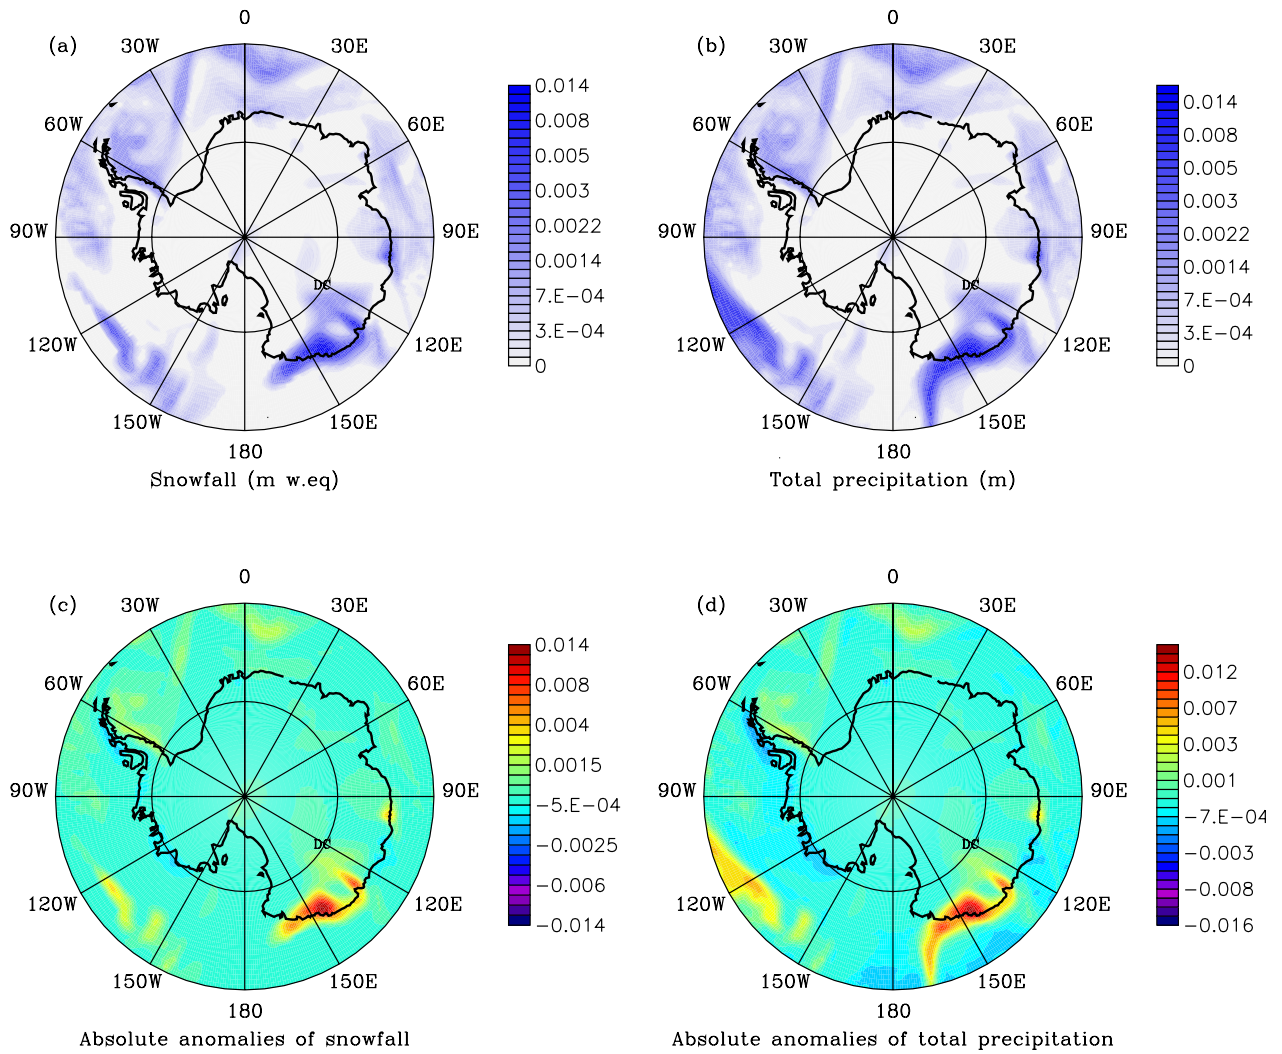 (a)
0
30W
30E
60W
60E
90W
90E
DC
120W
120E
150W
150E
180
Snowfall (m w.eq)
0.014
0.008
0.005
0.003
0.0022
0.0014
7.E−04
3.E−04
0
(b)
0
30W
30E
60W
60E
90W
90E
DC
120W
120E
150W
150E
180
Total precipitation (m)
0.014
0.008
0.005
0.003
0.0022
0.0014
7.E−04
3.E−04
0
(c)
0
30W
30E
60W
60E
90W
90E
DC
120W
120E
150W
150E
180
Absolute anomalies of snowfall
0.014
0.008
0.004
0.0015
−5.E−04
−0.0025
−0.006
−0.014
(d)
0
30W
30E
60W
60E
90W
90E
DC
120W
120E
150W
150E
180
Absolute anomalies of total precipitation
0.012
0.007
0.003
0.001
−7.E−04
−0.003
−0.008
−0.016